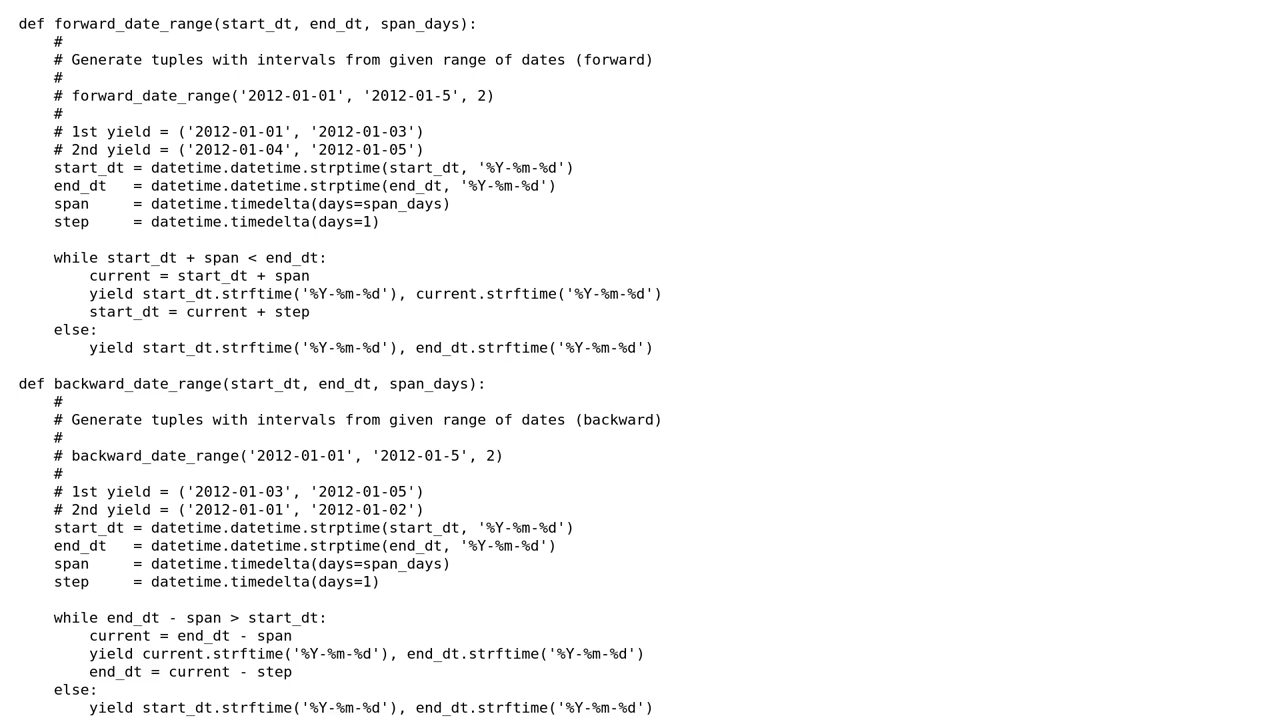 def forward_date_range(start_dt, end_dt, span_days):
    #
    # Generate tuples with intervals from given range of dates (forward)
    #
    # forward_date_range('2012-01-01', '2012-01-5', 2)
    #
    # 1st yield = ('2012-01-01', '2012-01-03')
    # 2nd yield = ('2012-01-04', '2012-01-05')
    start_dt = datetime.datetime.strptime(start_dt, '%Y-%m-%d')
    end_dt   = datetime.datetime.strptime(end_dt, '%Y-%m-%d')
    span     = datetime.timedelta(days=span_days)
    step     = datetime.timedelta(days=1)

    while start_dt + span < end_dt:
        current = start_dt + span
        yield start_dt.strftime('%Y-%m-%d'), current.strftime('%Y-%m-%d')
        start_dt = current + step
    else:
        yield start_dt.strftime('%Y-%m-%d'), end_dt.strftime('%Y-%m-%d')

def backward_date_range(start_dt, end_dt, span_days):
    #
    # Generate tuples with intervals from given range of dates (backward)
    #
    # backward_date_range('2012-01-01', '2012-01-5', 2)
    #
    # 1st yield = ('2012-01-03', '2012-01-05')
    # 2nd yield = ('2012-01-01', '2012-01-02')
    start_dt = datetime.datetime.strptime(start_dt, '%Y-%m-%d')
    end_dt   = datetime.datetime.strptime(end_dt, '%Y-%m-%d')
    span     = datetime.timedelta(days=span_days)
    step     = datetime.timedelta(days=1)

    while end_dt - span > start_dt:
        current = end_dt - span
        yield current.strftime('%Y-%m-%d'), end_dt.strftime('%Y-%m-%d')
        end_dt = current - step
    else:
        yield start_dt.strftime('%Y-%m-%d'), end_dt.strftime('%Y-%m-%d')